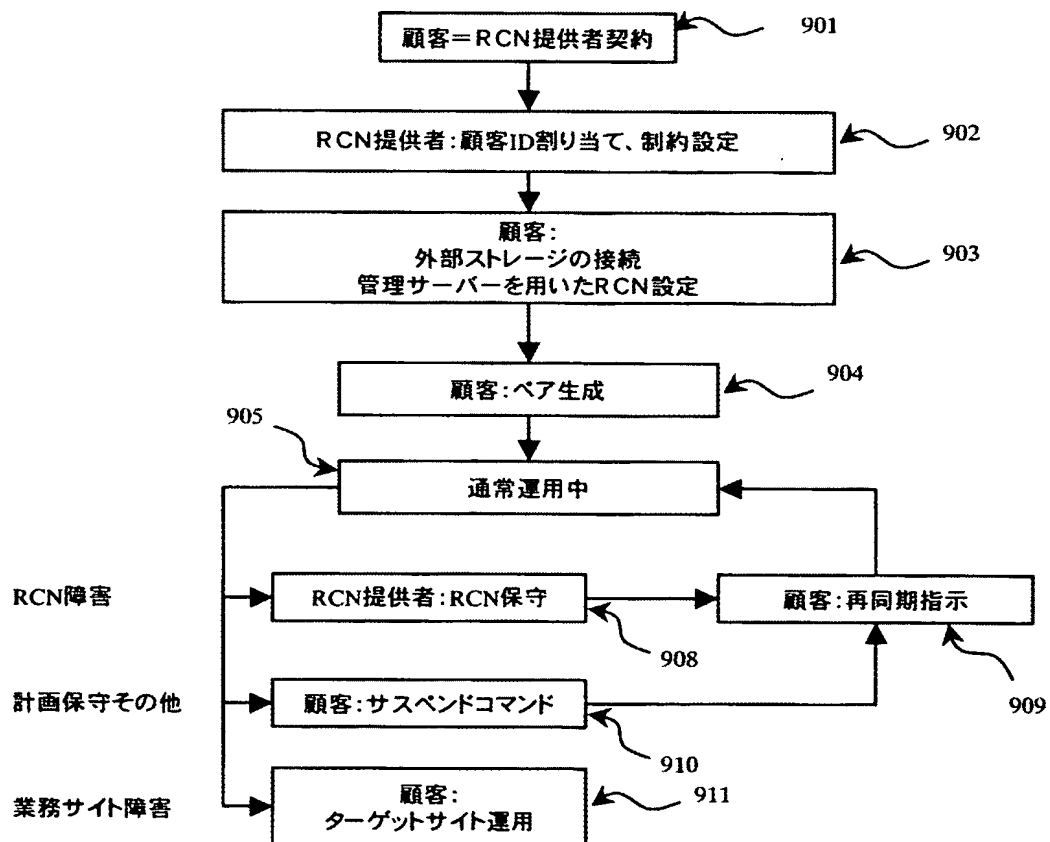 顧客＝RCN提供者契約
901
RCN提供者:顧客ID割り当て、制約設定
902
顧客:
外部ストレージの接続
管理サーバーを用いたRCN設定
903
顧客:ペア生成
904
905
通常運用中
RCN障害
RCN提供者:RCN保守
908
顧客:再同期指示
909
計画保守その他
顧客:サスペンドコマンド
910
業務サイト障害
顧客:
ターゲットサイト運用
911